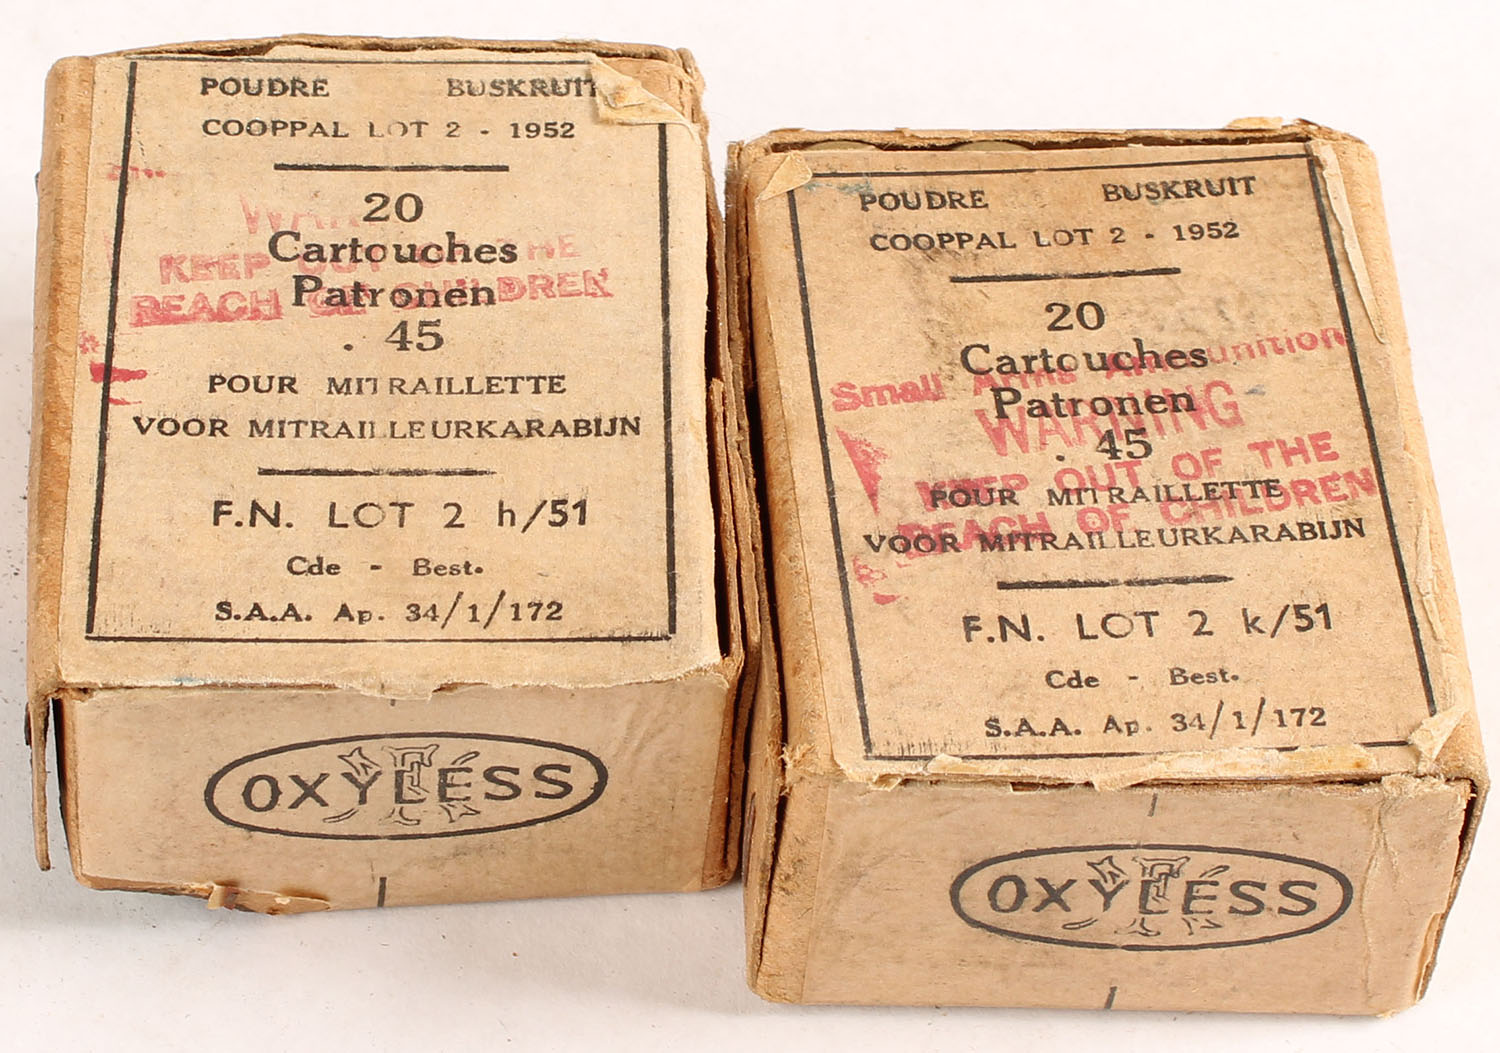 POUDRE BUSKRUIT
COOPPAL LOT 2 - 1952
20
Cartouches
Patronen
. 45
POUR MITRAILLETTE
VOOR MITRAILLEURKARABIJN
F.N. LOT 2 h/51
Cde - Best.
S.A.A. Ap. 34/1/172
KEEP OUT OF THE
REACH OF CHILDREN
OXYLESS
POUDRE BUSKRUIT
COOPPAL LOT 2 - 1952
20
Cartouches
Patronen
. 45
POUR MITRAILLETTE
VOOR MITRAILLEURKARABIJN
F.N. LOT 2 k/51
Cde - Best.
S.A.A. Ap. 34/1/172
Small Arms Ammunition
WARNING
KEEP OUT OF THE
REACH OF CHILDREN
OXYLESS